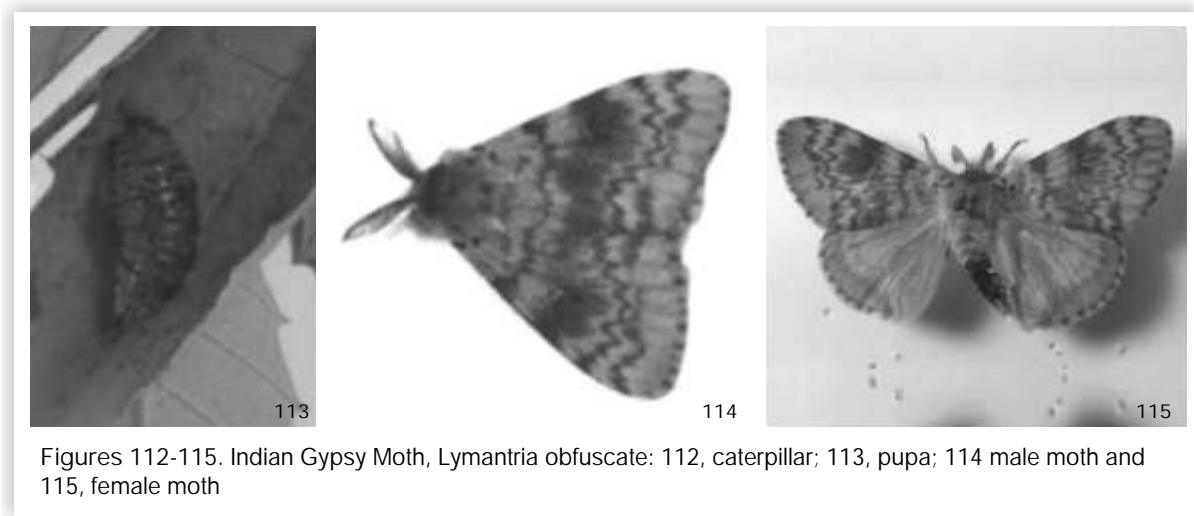 113
114
115
Figures 112-115. Indian Gypsy Moth, Lymantria obfuscate: 112, caterpillar; 113, pupa; 114 male moth and
115, female moth